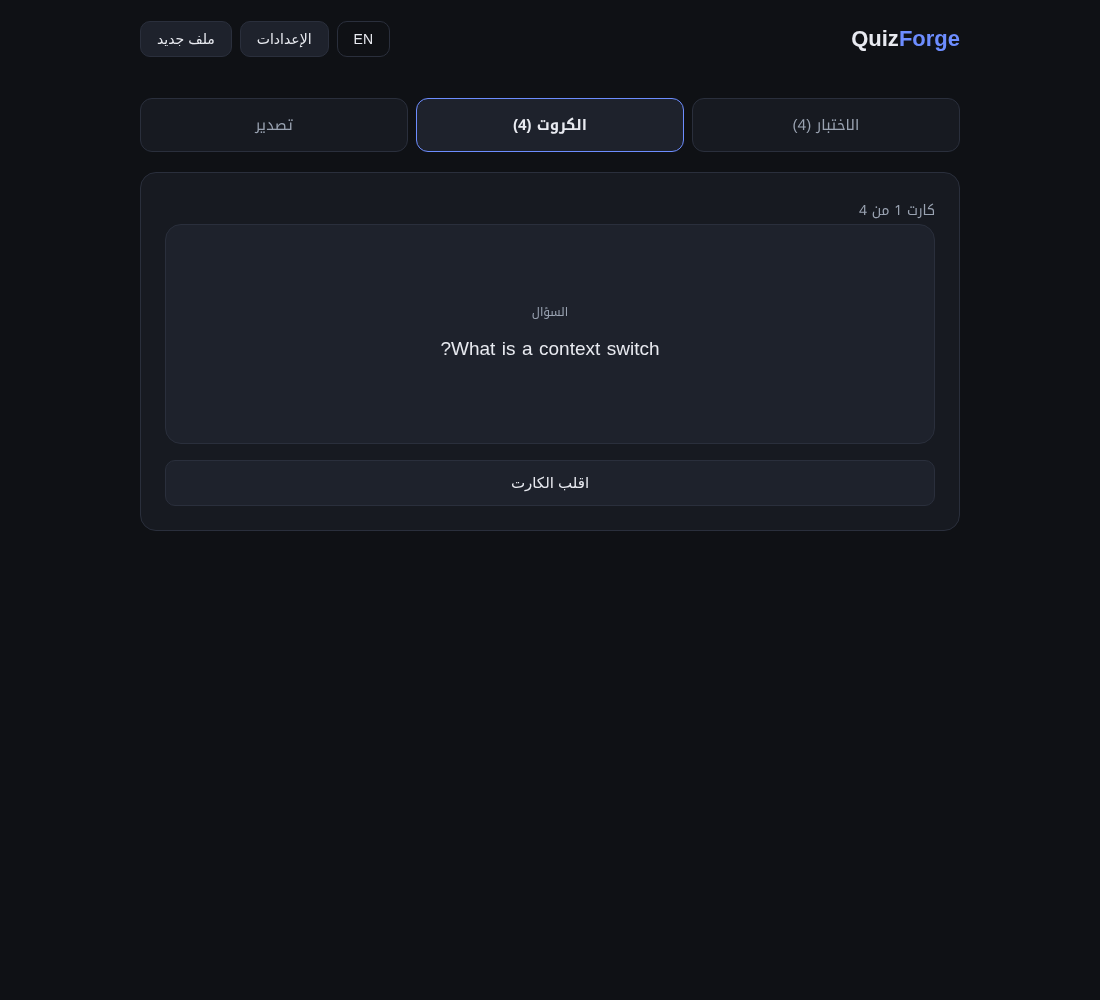 QuizForge
EN
الإعدادات
ملف جديد
الاختبار (4)
الكروت (4)
تصدير
كارت 1 من 4
السؤال
?What is a context switch
اقلب الكارت